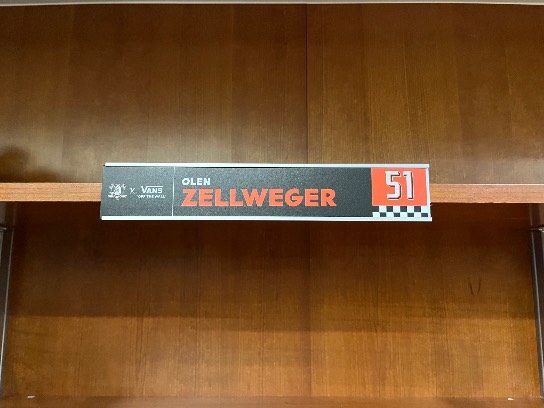 X VANS
"OFF THE WALL"
OLEN
ZELLWEGER
51